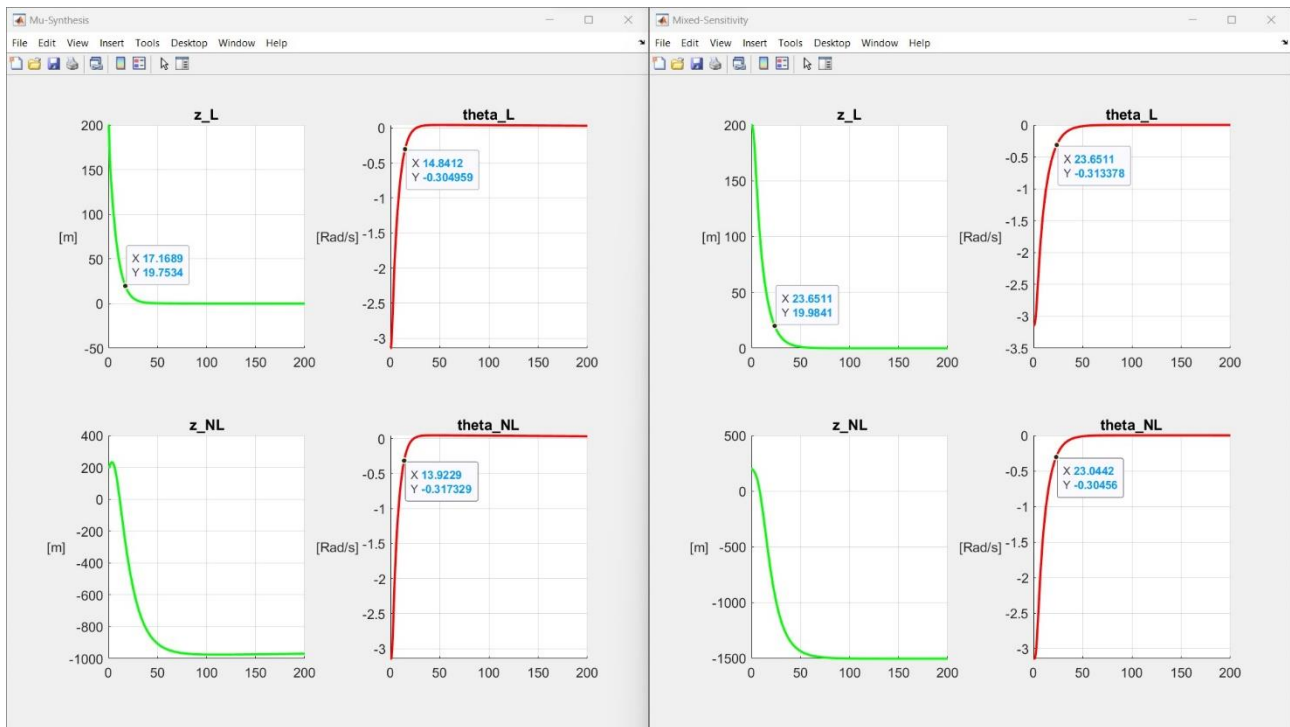 Mu-Synthesis
File Edit View Insert Tools Desktop Window Help
z_L
200
150
100
50
0
-50
[m]
X 17.1689
Y 19.7534
0 50 100 150 200
theta_L
0
-0.5
-1
-1.5
-2
-2.5
-3
[Rad/s]
X 14.8412
Y -0.304959
0 50 100 150 200
z_NL
400
200
0
-200
-400
-600
-800
-1000
[m]
0 50 100 150 200
theta_NL
0
-0.5
-1
-1.5
-2
-2.5
-3
[Rad/s]
X 13.9229
Y -0.317329
0 50 100 150 200
Mixed-Sensitivity
File Edit View Insert Tools Desktop Window Help
z_L
200
150
100
50
0
[m]
X 23.6511
Y 19.9841
0 50 100 150 200
theta_L
0
-0.5
-1
-1.5
-2
-2.5
-3
-3.5
[Rad/s]
X 23.6511
Y -0.313378
0 50 100 150 200
z_NL
500
0
-500
-1000
-1500
[m]
0 50 100 150 200
theta_NL
0
-0.5
-1
-1.5
-2
-2.5
-3
[Rad/s]
X 23.0442
Y -0.30456
0 50 100 150 200